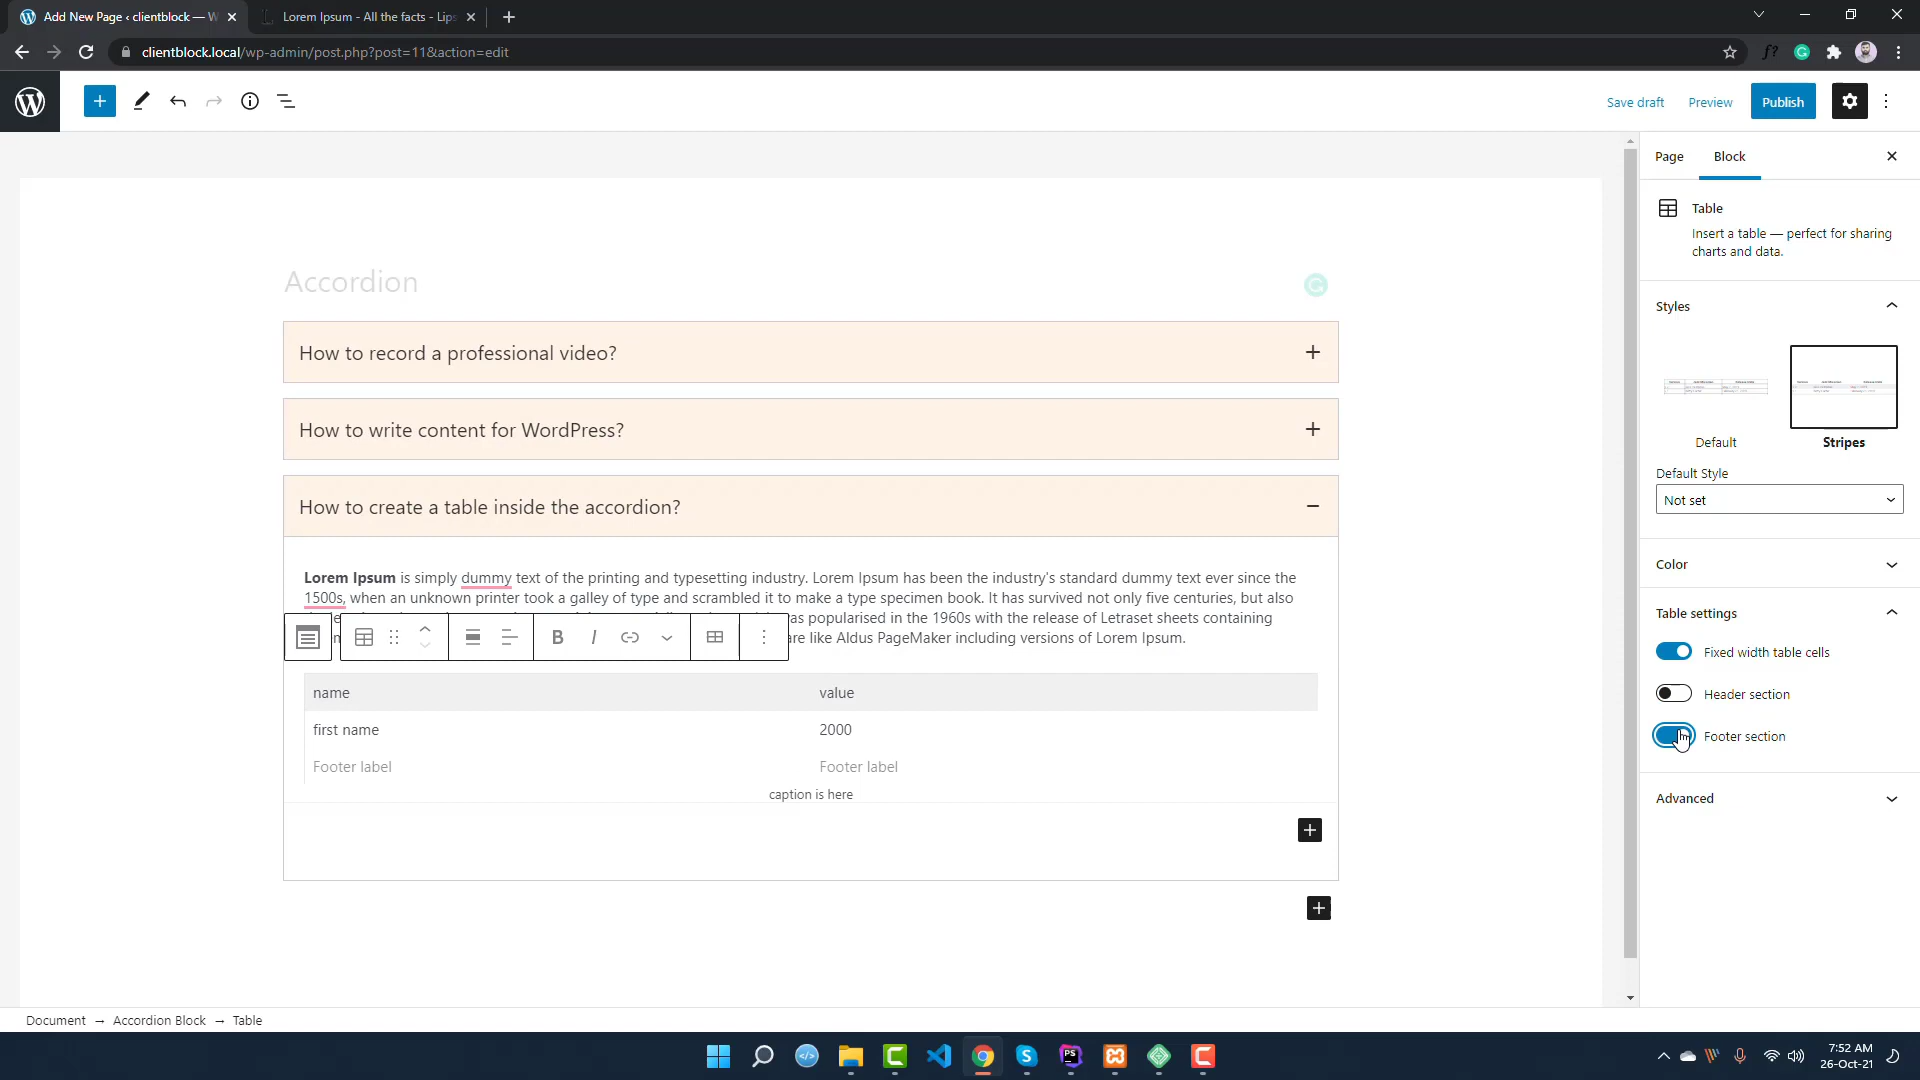 Add New Page ‹ clientblock — W
Lorem Ipsum - All the facts - Lips
clientblock.local/wp-admin/post.php?post=11&action=edit
Save draft
Preview
Publish
Page
Block
Table
Insert a table — perfect for sharing
charts and data.
Styles
Default
Stripes
Default Style
Not set
Color
Table settings
Fixed width table cells
Header section
Footer section
Advanced
Accordion
How to record a professional video?
How to write content for WordPress?
How to create a table inside the accordion?
Lorem Ipsum is simply dummy text of the printing and typesetting industry. Lorem Ipsum has been the industry's standard dummy text ever since the
1500s, when an unknown printer took a galley of type and scrambled it to make a type specimen book. It has survived not only five centuries, but also
as popularised in the 1960s with the release of Letraset sheets containing
are like Aldus PageMaker including versions of Lorem Ipsum.
B I
name value
first name 2000
Footer label Footer label
caption is here
Document → Accordion Block → Table
7:52 AM
26-Oct-21